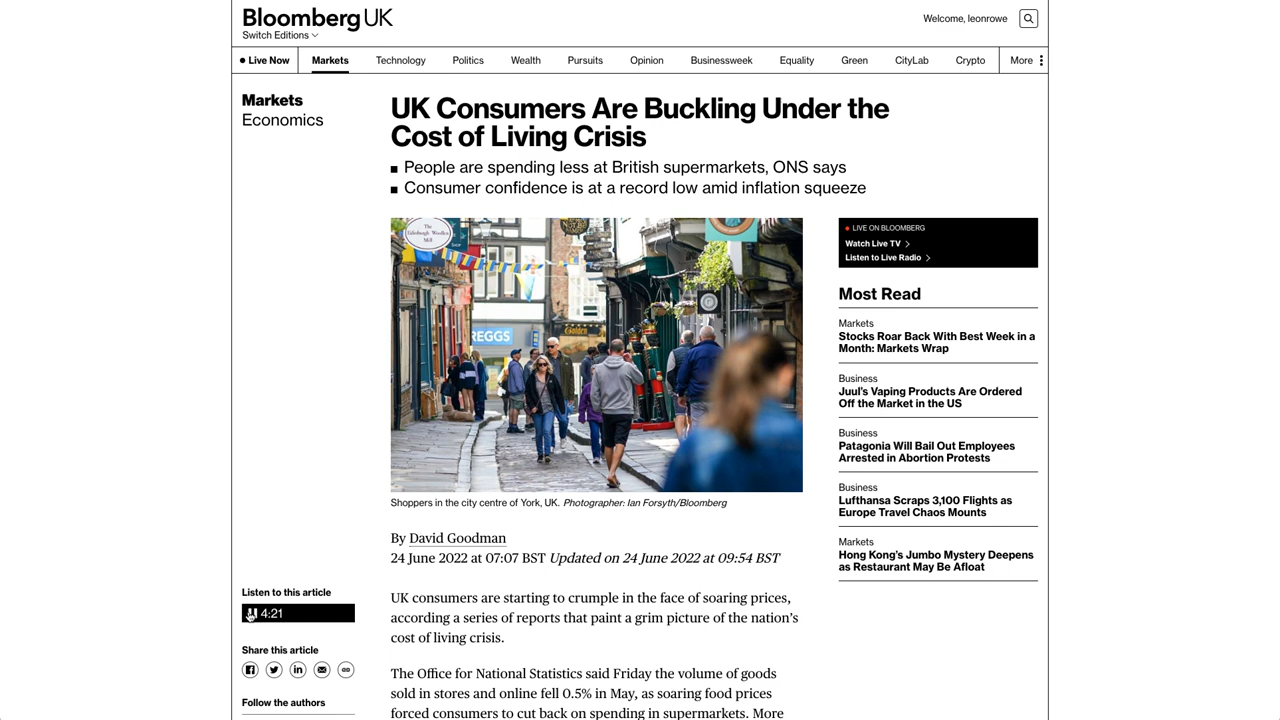 Bloomberg UK
Switch Editions
Welcome, leonrowe
Live Now
Markets
Technology
Politics
Wealth
Pursuits
Opinion
Businessweek
Equality
Green
CityLab
Crypto
More
Markets
Economics
UK Consumers Are Buckling Under the
Cost of Living Crisis
People are spending less at British supermarkets, ONS says
Consumer confidence is at a record low amid inflation squeeze
The
Edinburgh Woollen
Mill
REGGS
Golden
Shoppers in the city centre of York, UK. Photographer: Ian Forsyth/Bloomberg
By David Goodman
24 June 2022 at 07:07 BST Updated on 24 June 2022 at 09:54 BST
Listen to this article
4:21
Share this article
Follow the authors
UK consumers are starting to crumple in the face of soaring prices,
according a series of reports that paint a grim picture of the nation's
cost of living crisis.
The Office for National Statistics said Friday the volume of goods
sold in stores and online fell 0.5% in May, as soaring food prices
forced consumers to cut back on spending in supermarkets. More
LIVE ON BLOOMBERG
Watch Live TV
Listen to Live Radio
Most Read
Markets
Stocks Roar Back With Best Week in a
Month: Markets Wrap
Business
Juul's Vaping Products Are Ordered
Off the Market in the US
Business
Patagonia Will Bail Out Employees
Arrested in Abortion Protests
Business
Lufthansa Scraps 3,100 Flights as
Europe Travel Chaos Mounts
Markets
Hong Kong's Jumbo Mystery Deepens
as Restaurant May Be Afloat